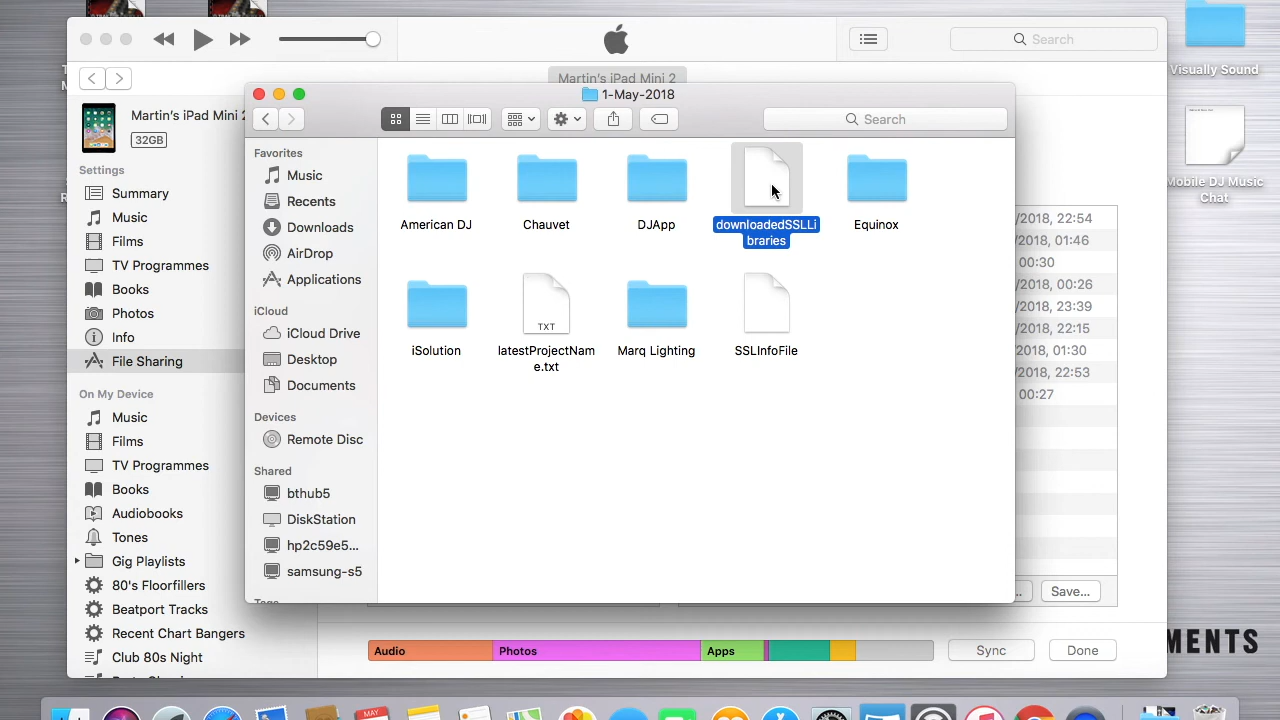 Search
Visually Sound
Martin's iPad Mini 2
1-May-2018
Martin's iPad Mini 2
32GB
Search
Mobile DJ Music
Chat
Settings
Summary
Music
Films
TV Programmes
Books
Photos
Info
File Sharing
On My Device
Music
Films
TV Programmes
Books
Audiobooks
Tones
Gig Playlists
80's Floorfillers
Beatport Tracks
Recent Chart Bangers
Club 80s Night
Favorites
Music
Recents
Downloads
AirDrop
Applications
iCloud
iCloud Drive
Desktop
Documents
Devices
Remote Disc
Shared
bthub5
DiskStation
hp2c59e5...
samsung-s5
Tags
American DJ
Chauvet
DJApp
downloadedSSLLi
braries
Equinox
iSolution
TXT
latestProjectNam
e.txt
Marq Lighting
SSLInfoFile
/2018, 22:54
/2018, 01:46
00:30
/2018, 00:26
/2018, 23:39
/2018, 22:15
/2018, 01:30
/2018, 22:53
00:27
... Save...
Audio Photos Apps
Sync Done
MENTS
MAY